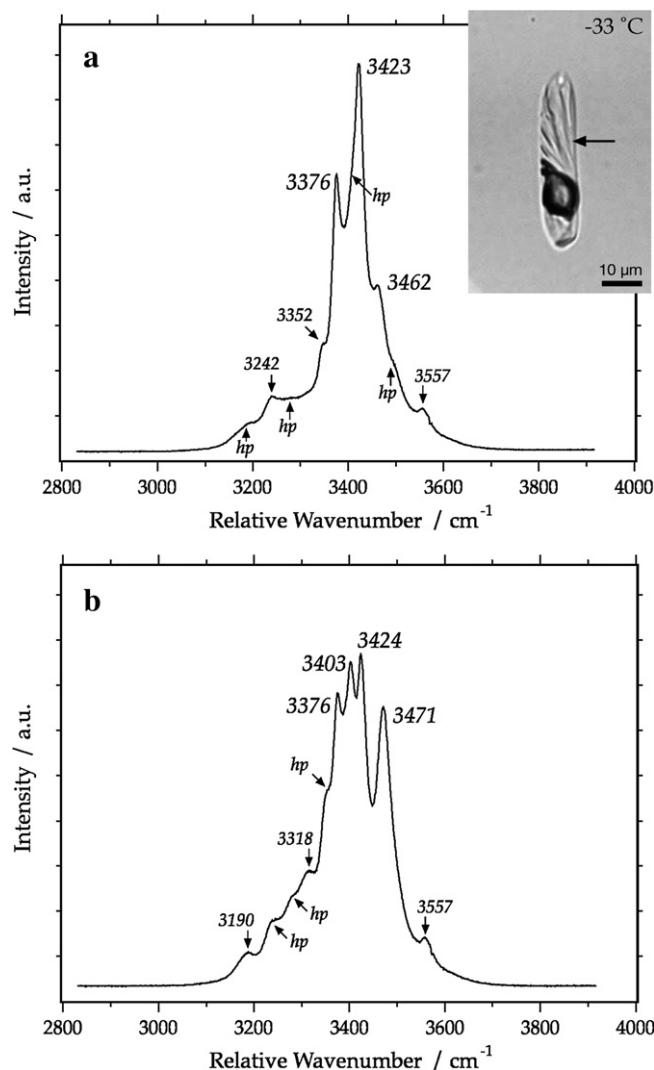 a
-33 °C
3423
3376
hp
3462
10 µm
3352
3242
3557
hp
hp
hp
Intensity / a.u.
2800 3000 3200 3400 3600 3800 4000
Relative Wavenumber / cm⁻¹
b
3424
3403
3376
3471
hp
3318
3190
3557
hp
hp
Intensity / a.u.
2800 3000 3200 3400 3600 3800 4000
Relative Wavenumber / cm⁻¹